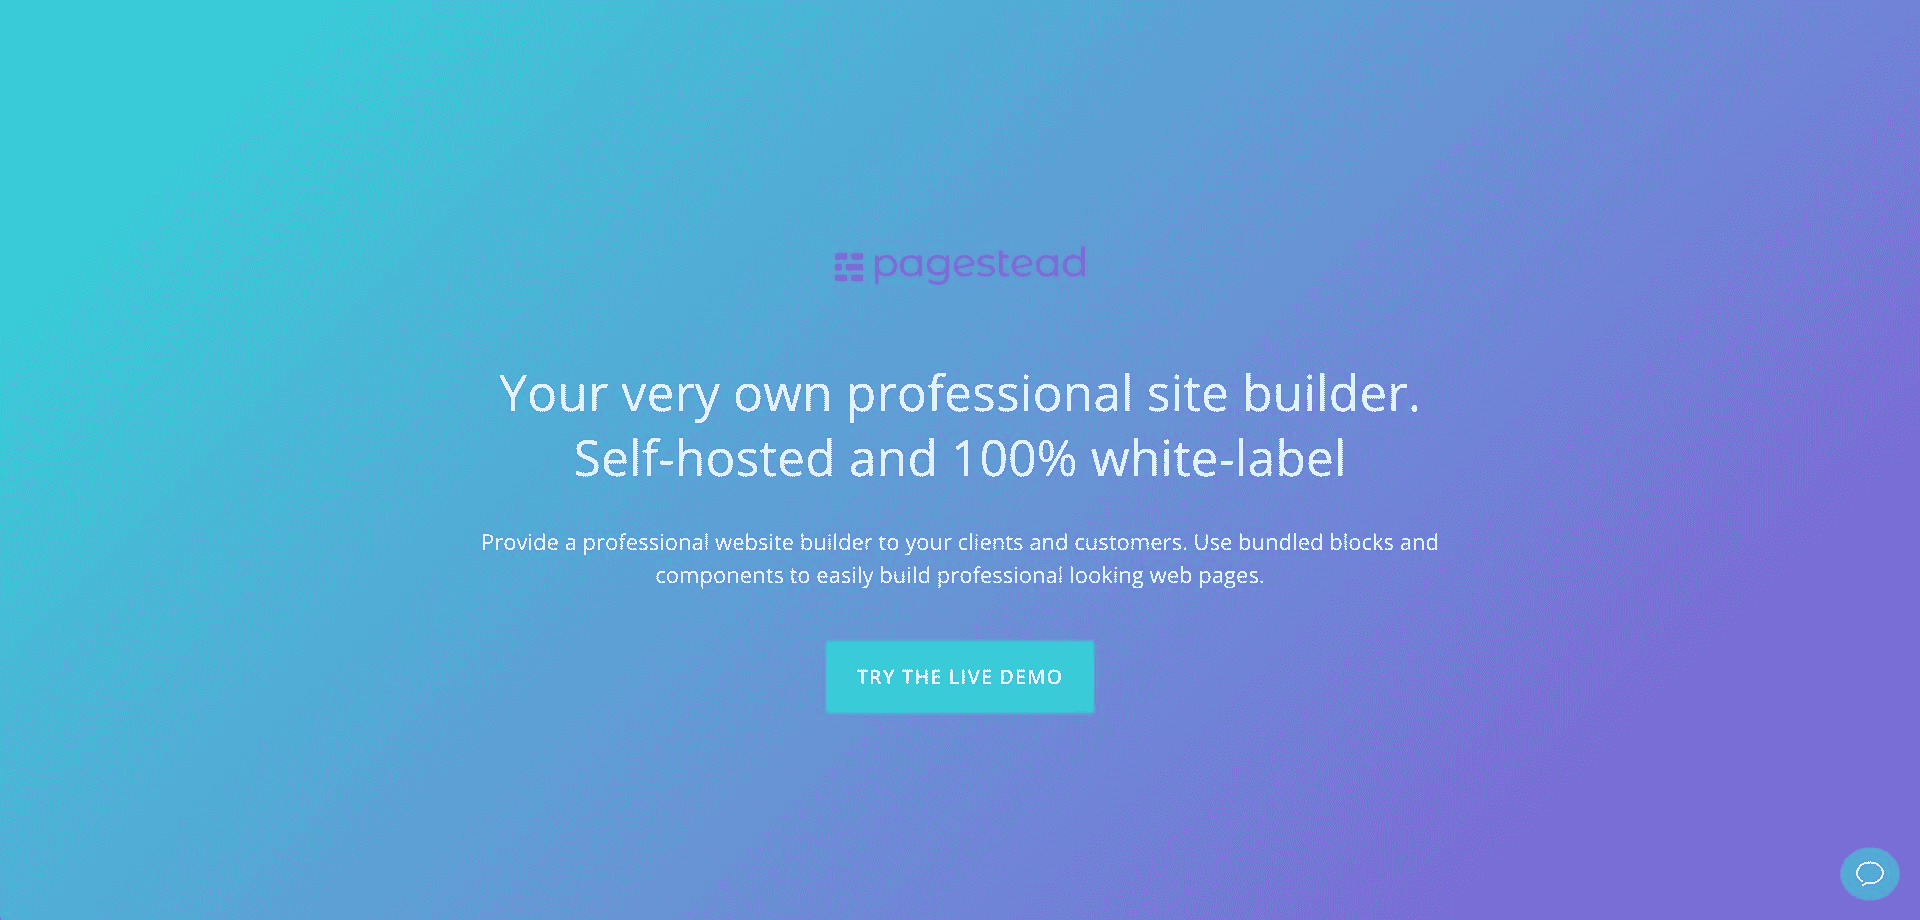 pagestead
Your very own professional site builder.
Self-hosted and 100% white-label
Provide a professional website builder to your clients and customers. Use bundled blocks and
components to easily build professional looking web pages.
TRY THE LIVE DEMO